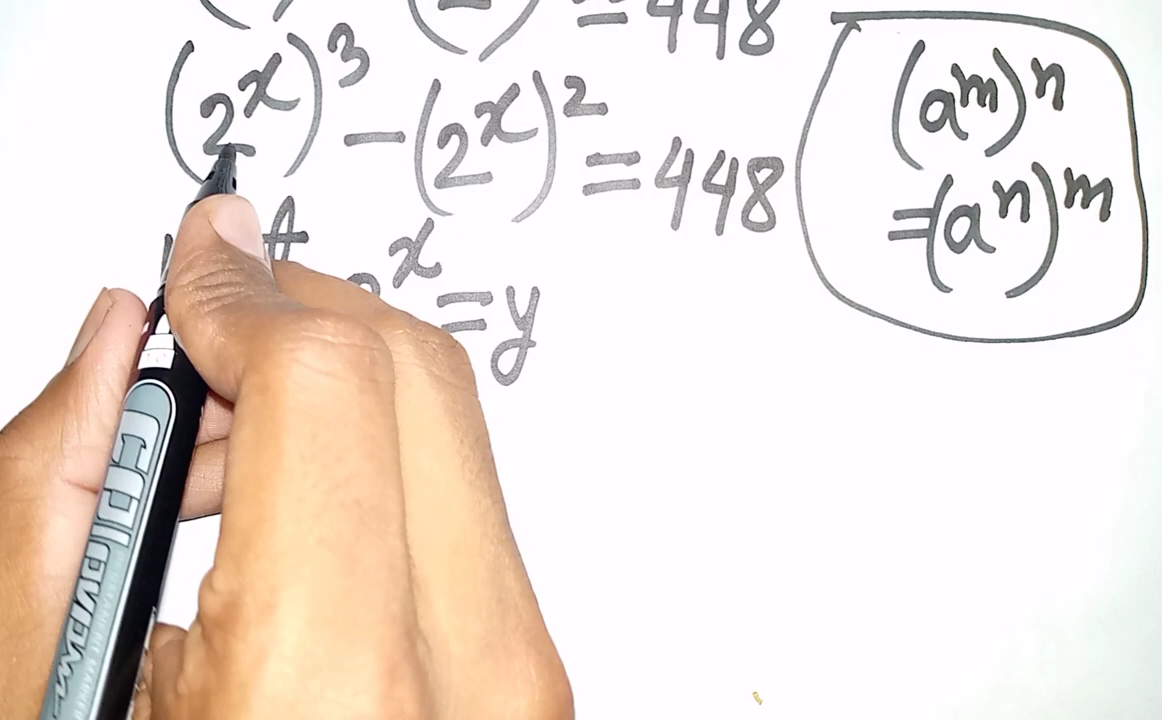 = 448
(2^x)^3 - (2^x)^2 = 448
2^x = y
(a^m)^n
= (a^n)^m